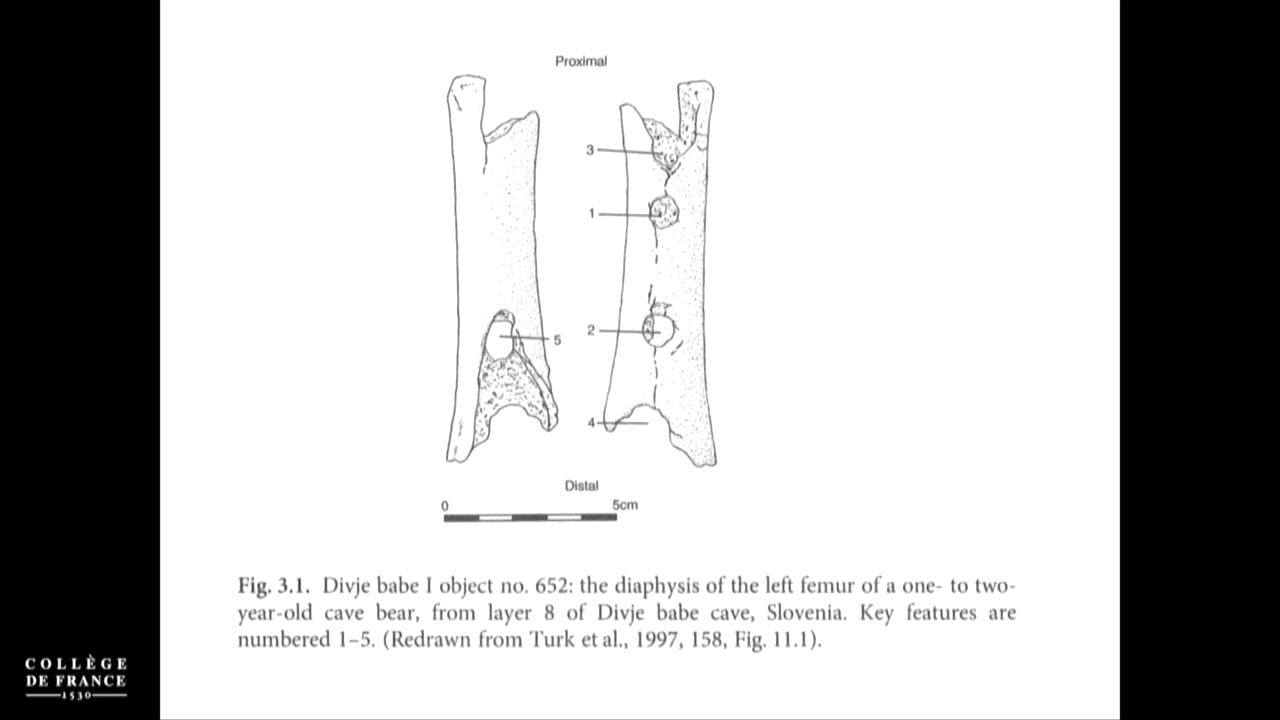 Proximal
3
1
2
5
4
Distal
0 5cm
Fig. 3.1. Divje babe I object no. 652: the diaphysis of the left femur of a one- to two-
year-old cave bear, from layer 8 of Divje babe cave, Slovenia. Key features are
numbered 1–5. (Redrawn from Turk et al., 1997, 158, Fig. 11.1).
COLLÈGE
DE FRANCE
1530